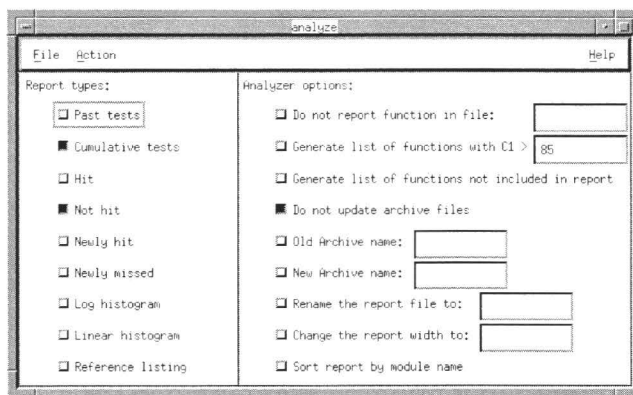 analyze
File Action Help
Report types:
Past tests
Cumulative tests
Hit
Not hit
Newly hit
Newly missed
Log histogram
Linear histogram
Reference listing
Analyzer options:
Do not report function in file:
Generate list of functions with C1 > 85
Generate list of functions not included in report
Do not update archive files
Old Archive name:
New Archive name:
Rename the report file to:
Change the report width to:
Sort report by module name